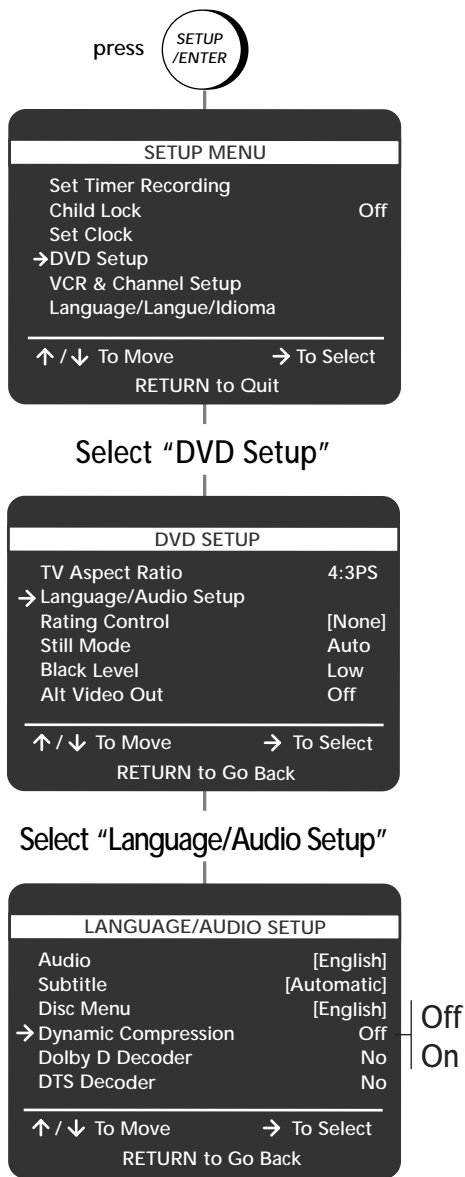 press SETUP
/ENTER
SETUP MENU
Set Timer Recording
Child Lock Off
Set Clock
→DVD Setup
VCR & Channel Setup
Language/Langue/Idioma
↑ / ↓ To Move → To Select
RETURN to Quit
Select "DVD Setup"
DVD SETUP
TV Aspect Ratio 4:3PS
→ Language/Audio Setup
Rating Control [None]
Still Mode Auto
Black Level Low
Alt Video Out Off
↑ / ↓ To Move → To Select
RETURN to Go Back
Select "Language/Audio Setup"
LANGUAGE/AUDIO SETUP
Audio [English]
Subtitle [Automatic]
Disc Menu [English]
→ Dynamic Compression Off
Dolby D Decoder No
DTS Decoder No
↑ / ↓ To Move → To Select
RETURN to Go Back
Off
On